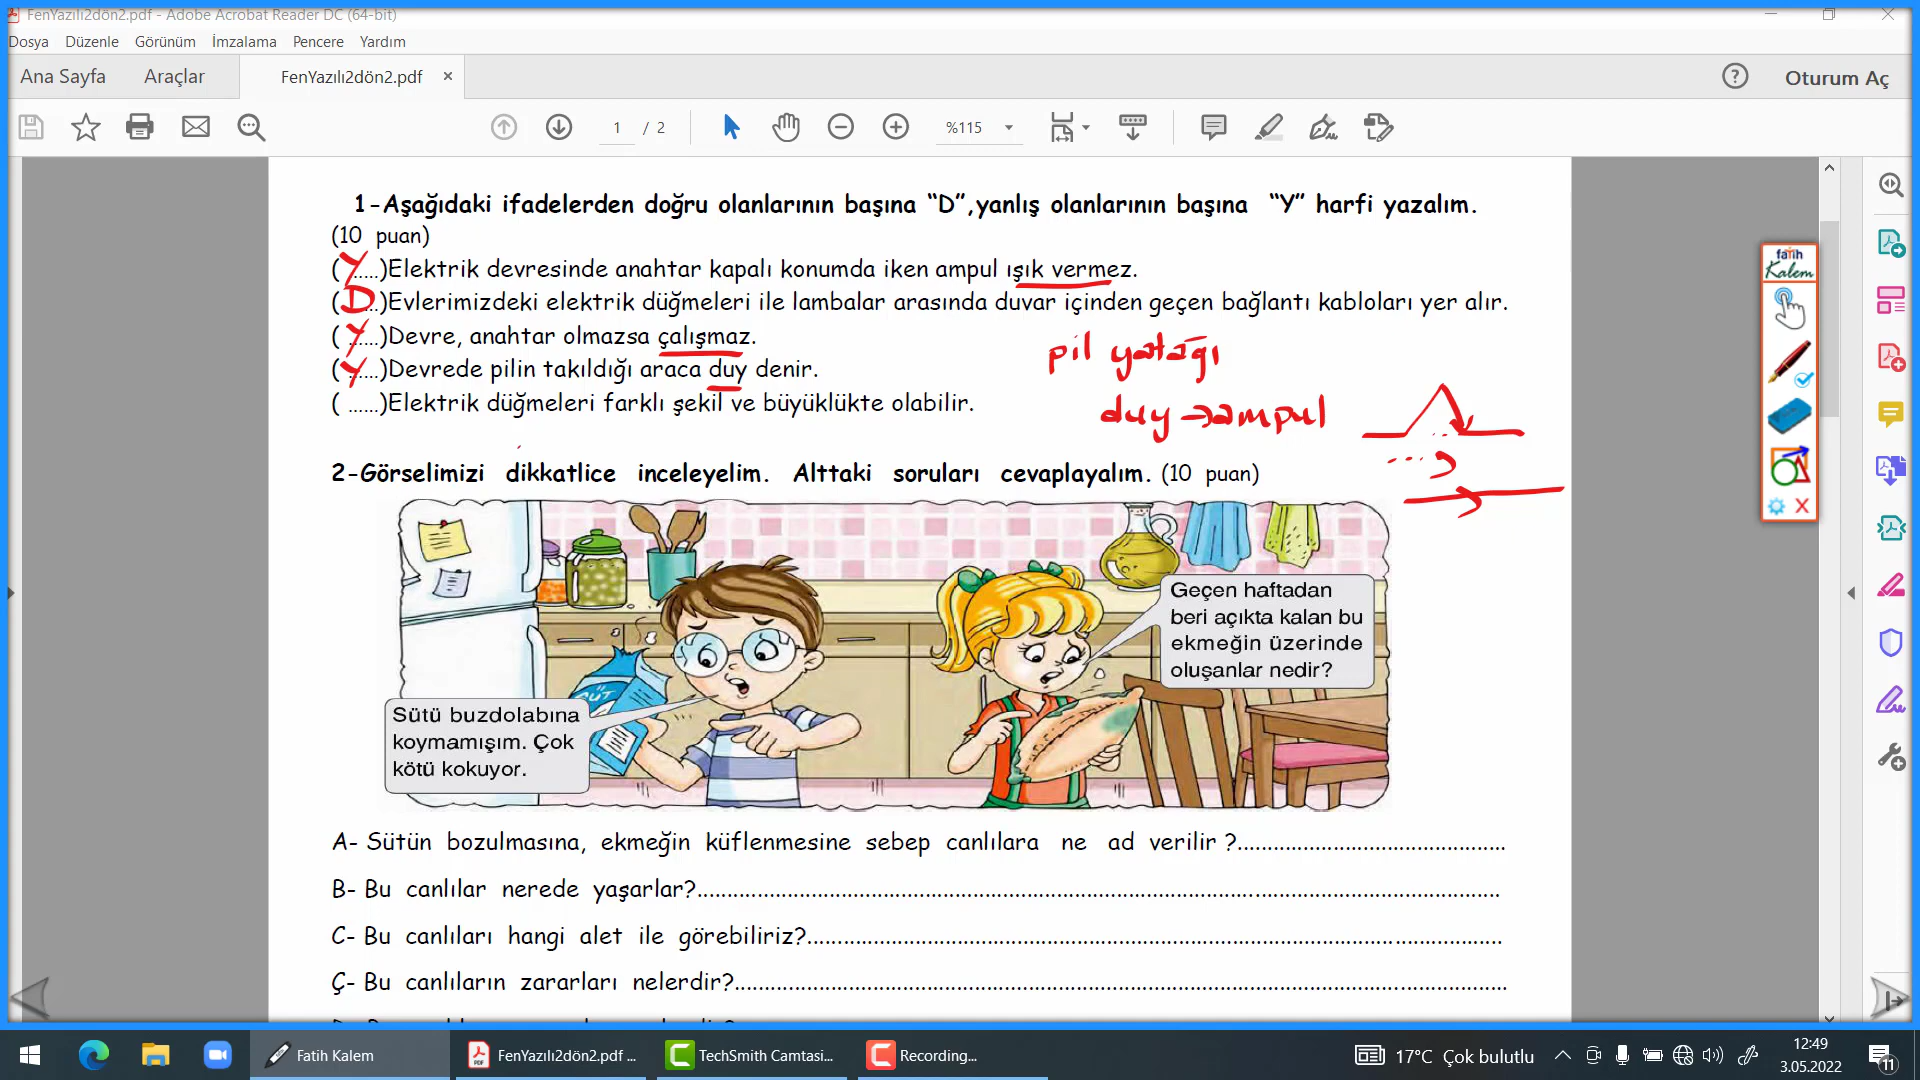 FenYazılı2dön2.pdf - Adobe Acrobat Reader DC (64-bit)
Dosya Düzenle Görünüm İmzalama Pencere Yardım
Ana Sayfa Araçlar FenYazılı2dön2.pdf × Oturum Aç
1 / 2 %115
1-Aşağıdaki ifadelerden doğru olanlarının başına “D”,yanlış olanlarının başına “Y” harfi yazalım.
(10 puan)
(Y.....)Elektrik devresinde anahtar kapalı konumda iken ampul ışık vermez.
(D...)Evlerimizdeki elektrik düğmeleri ile lambalar arasında duvar içinden geçen bağlantı kabloları yer alır.
(Y......)Devre, anahtar olmazsa çalışmaz.
(Y......)Devrede pilin takıldığı araca duy denir.
( ......)Elektrik düğmeleri farklı şekil ve büyüklükte olabilir.
pil yatağı
duy → ampul
2-Görselimizi dikkatlice inceleyelim. Alttaki soruları cevaplayalım. (10 puan)
Geçen haftadan
beri açıkta kalan bu
ekmeğin üzerinde
oluşanlar nedir?
SÜT
Sütü buzdolabına
koymamışım. Çok
kötü kokuyor.
A- Sütün bozulmasına, ekmeğin küflenmesine sebep canlılara ne ad verilir ?.............................................
B- Bu canlılar nerede yaşarlar?.............................................
C- Bu canlıları hangi alet ile görebiliriz?.............................................
Ç- Bu canlıların zararları nelerdir?.............................................
fatih
Kalem
Fatih Kalem FenYazılı2dön2.pdf ... TechSmith Camtasi... Recording... 17°C Çok bulutlu 12:49
3.05.2022
11